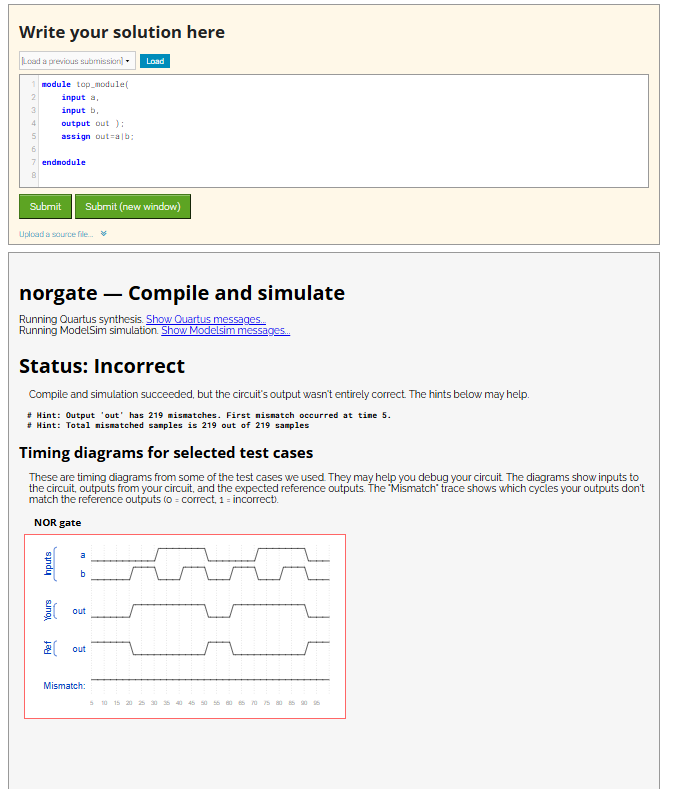 Write your solution here
[Load a previous submission] Load
1 module top_module(
2 input a,
3 input b,
4 output out );
5 assign out=a|b;
6
7 endmodule
8
Submit Submit (new window)
Upload a source file...
norgate — Compile and simulate
Running Quartus synthesis. Show Quartus messages...
Running ModelSim simulation. Show Modelsim messages...
Status: Incorrect
Compile and simulation succeeded, but the circuit's output wasn't entirely correct. The hints below may help.
# Hint: Output 'out' has 219 mismatches. First mismatch occurred at time 5.
# Hint: Total mismatched samples is 219 out of 219 samples
Timing diagrams for selected test cases
These are timing diagrams from some of the test cases we used. They may help you debug your circuit. The diagrams show inputs to
the circuit, outputs from your circuit, and the expected reference outputs. The "Mismatch" trace shows which cycles your outputs don't
match the reference outputs (0 = correct, 1 = incorrect).
NOR gate
Inputs
a
b
Yours
out
Ref
out
Mismatch:
5 10 15 20 25 30 35 40 45 50 55 60 65 70 75 80 85 90 95